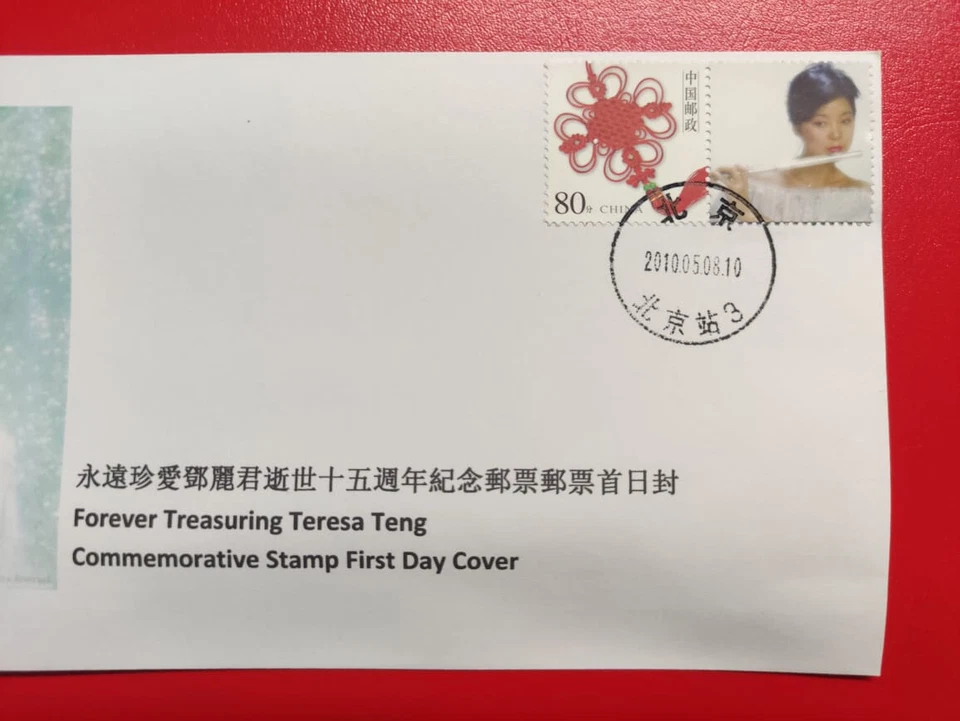 中国邮政
80分 CHINA
北京
2010.05.08.10
北京站3
永遠珍愛鄧麗君逝世十五週年紀念郵票郵票首日封
Forever Treasuring Teresa Teng
Commemorative Stamp First Day Cover